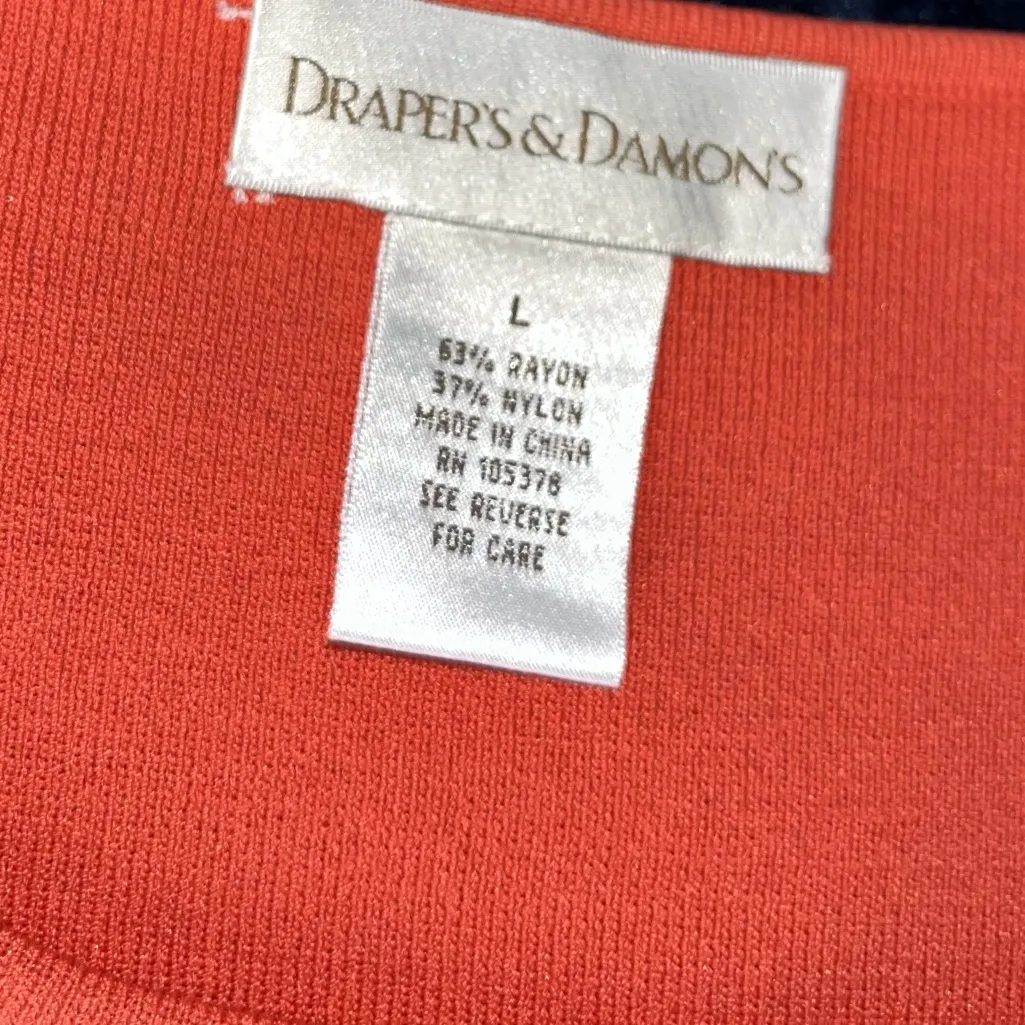 DRAPER'S & DAMON'S
L
63% RAYON
37% NYLON
MADE IN CHINA
RN 105378
SEE REVERSE
FOR CARE